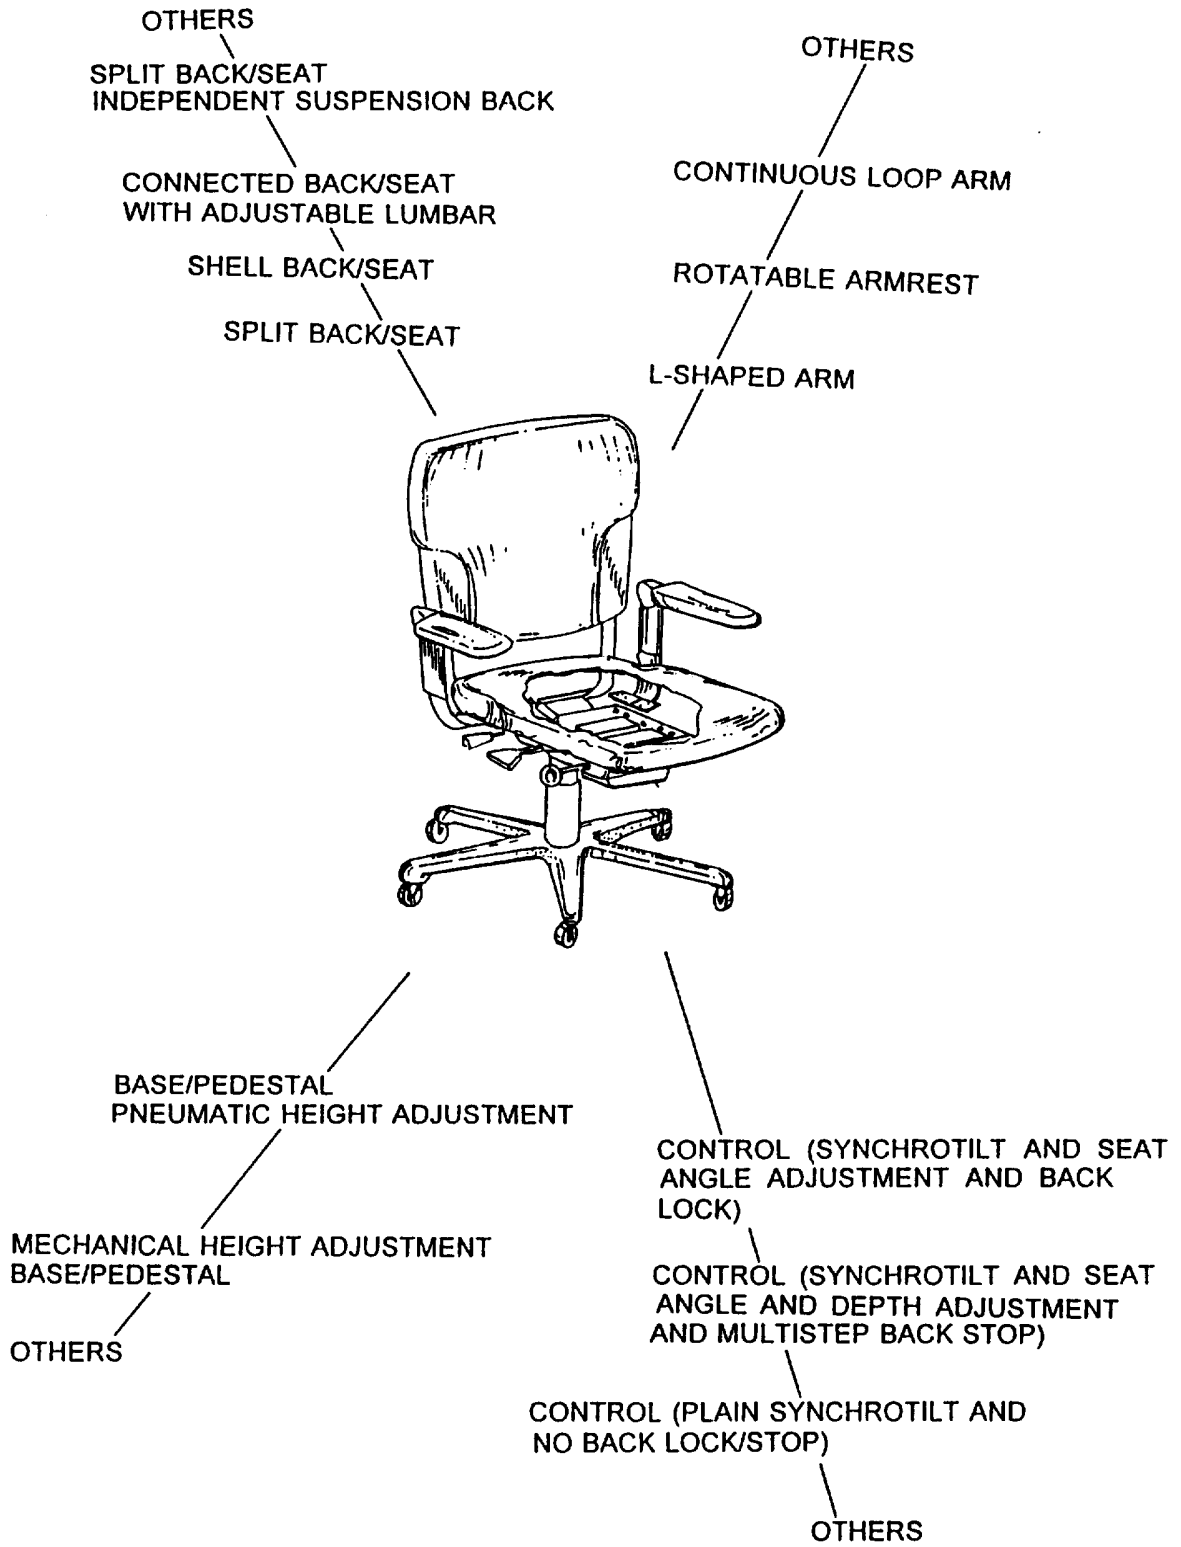 OTHERS
SPLIT BACK/SEAT
INDEPENDENT SUSPENSION BACK
CONNECTED BACK/SEAT
WITH ADJUSTABLE LUMBAR
SHELL BACK/SEAT
SPLIT BACK/SEAT
OTHERS
CONTINUOUS LOOP ARM
ROTATABLE ARMREST
L-SHAPED ARM
BASE/PEDESTAL
PNEUMATIC HEIGHT ADJUSTMENT
MECHANICAL HEIGHT ADJUSTMENT
BASE/PEDESTAL
OTHERS
CONTROL (SYNCHROTILT AND SEAT
ANGLE ADJUSTMENT AND BACK
LOCK)
CONTROL (SYNCHROTILT AND SEAT
ANGLE AND DEPTH ADJUSTMENT
AND MULTISTEP BACK STOP)
CONTROL (PLAIN SYNCHROTILT AND
NO BACK LOCK/STOP)
OTHERS